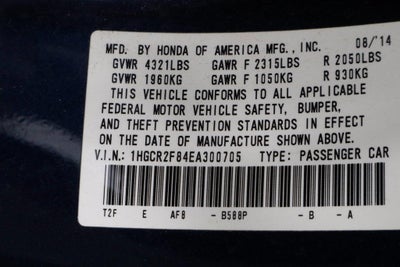 MFD. BY HONDA OF AMERICA MFG., INC. 08/'14
GVWR 4321LBS GAWR F 2315LBS R 2050LBS
GVWR 1960KG GAWR F 1050KG R 930KG
THIS VEHICLE CONFORMS TO ALL APPLICABLE
FEDERAL MOTOR VEHICLE SAFETY, BUMPER,
AND THEFT PREVENTION STANDARDS IN EFFECT
ON THE DATE OF MANUFACTURE SHOWN ABOVE.
V.I.N.: 1HGCR2F84EA300705 TYPE: PASSENGER CAR
T2F E AF8 - B588P - B - A